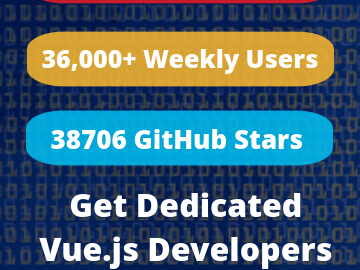 36,000+ Weekly Users
38706 GitHub Stars
Get Dedicated
Vue.js Developers